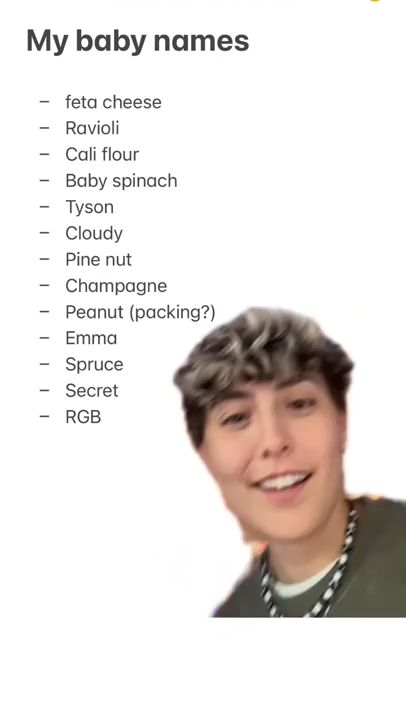 My baby names
– feta cheese
– Ravioli
– Cali flour
– Baby spinach
– Tyson
– Cloudy
– Pine nut
– Champagne
– Peanut (packing?)
– Emma
– Spruce
– Secret
– RGB